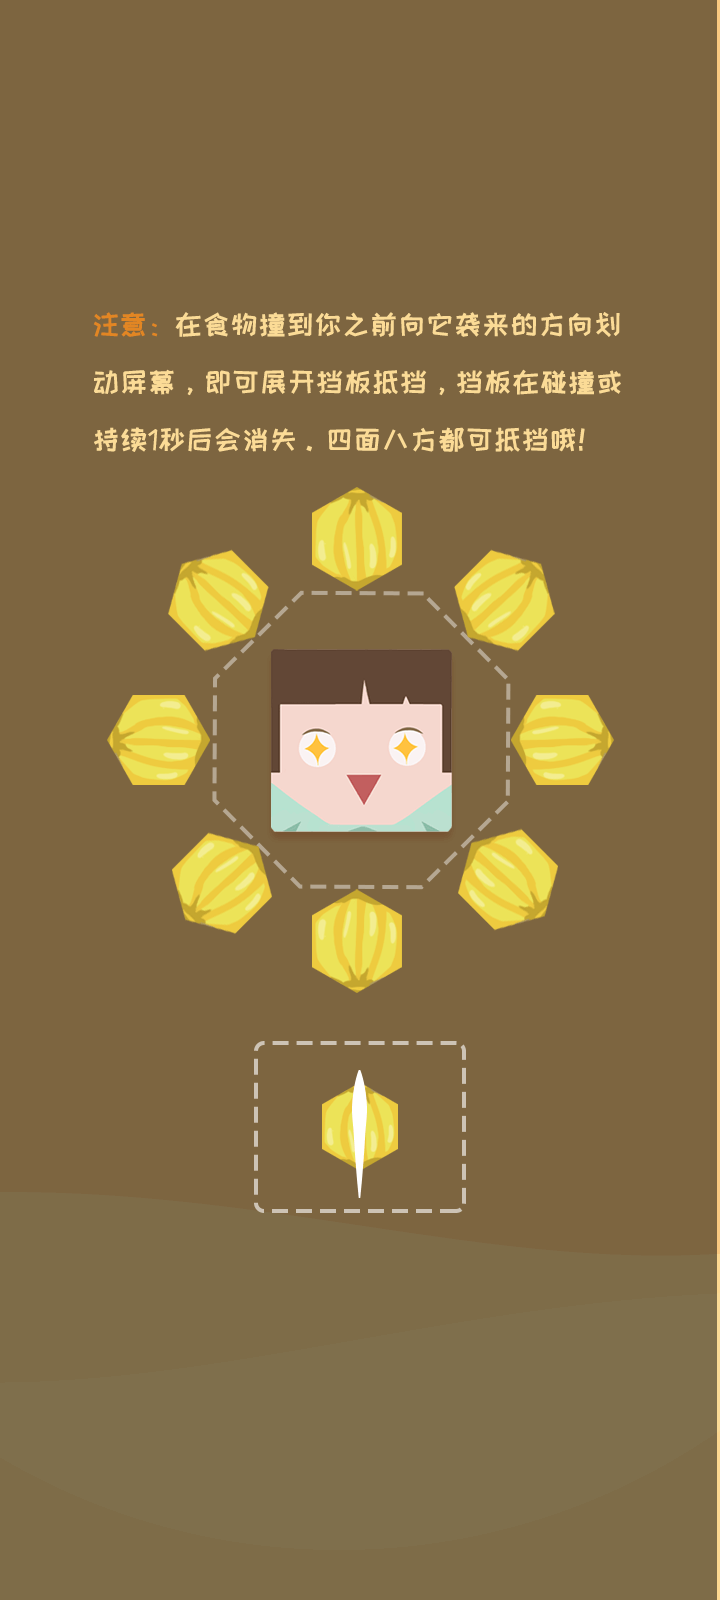 注意：在食物撞到你之前向它袭来的方向划
动屏幕，即可展开挡板抵挡，挡板在碰撞或
持续1秒后会消失．四面八方都可抵挡哦！